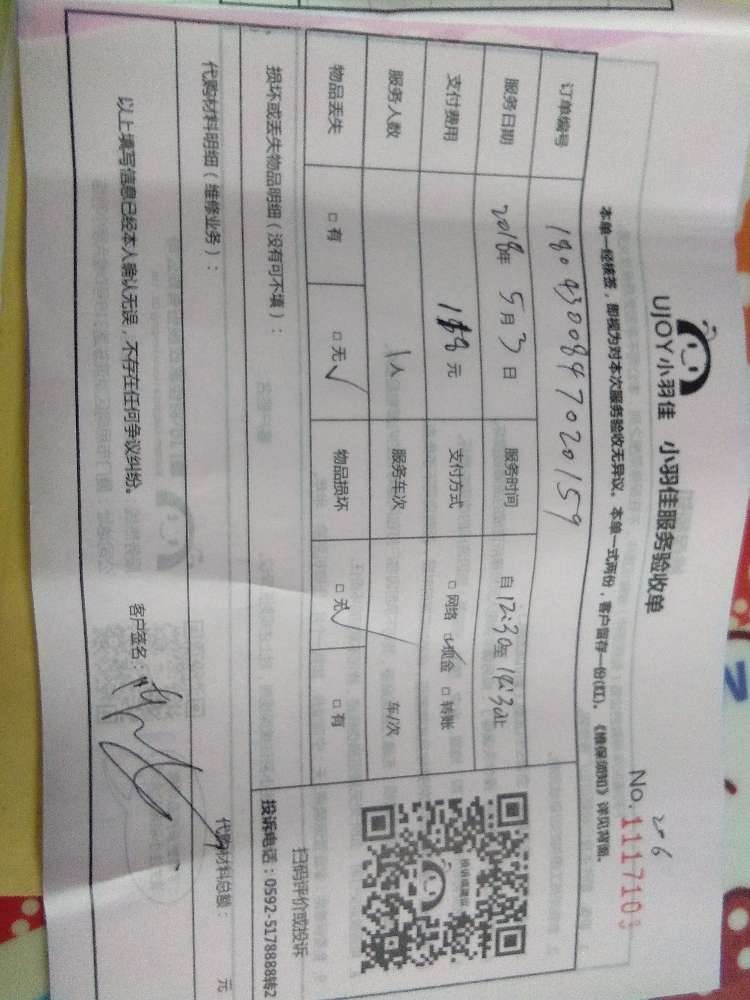 UJOY小羽佳 小羽佳服务验收单
No. 1117103
206
本单一经核签，即视为对本次服务验收无异议。本单一式两份，客户留存一份(红)。《维保须知》详见背面。
订单编号 1804300847020159
服务日期 2018年 5月 3日 服务时间 自12:30至14:30止
支付费用 元 支付方式 □网络 ☑现金 □转账
服务人数 1人 服务车次 车/次
物品丢失 □有 □无√ 物品损坏 □无√ □有
损坏或丢失物品明细（没有可不填）：
扫码评价或投诉
投诉电话：0592-5178888转2
代购材料明细（维修业务）：
代购材料总额： 元
以上填写信息已经本人确认无误，不存在任何争议纠纷。 客户签名：